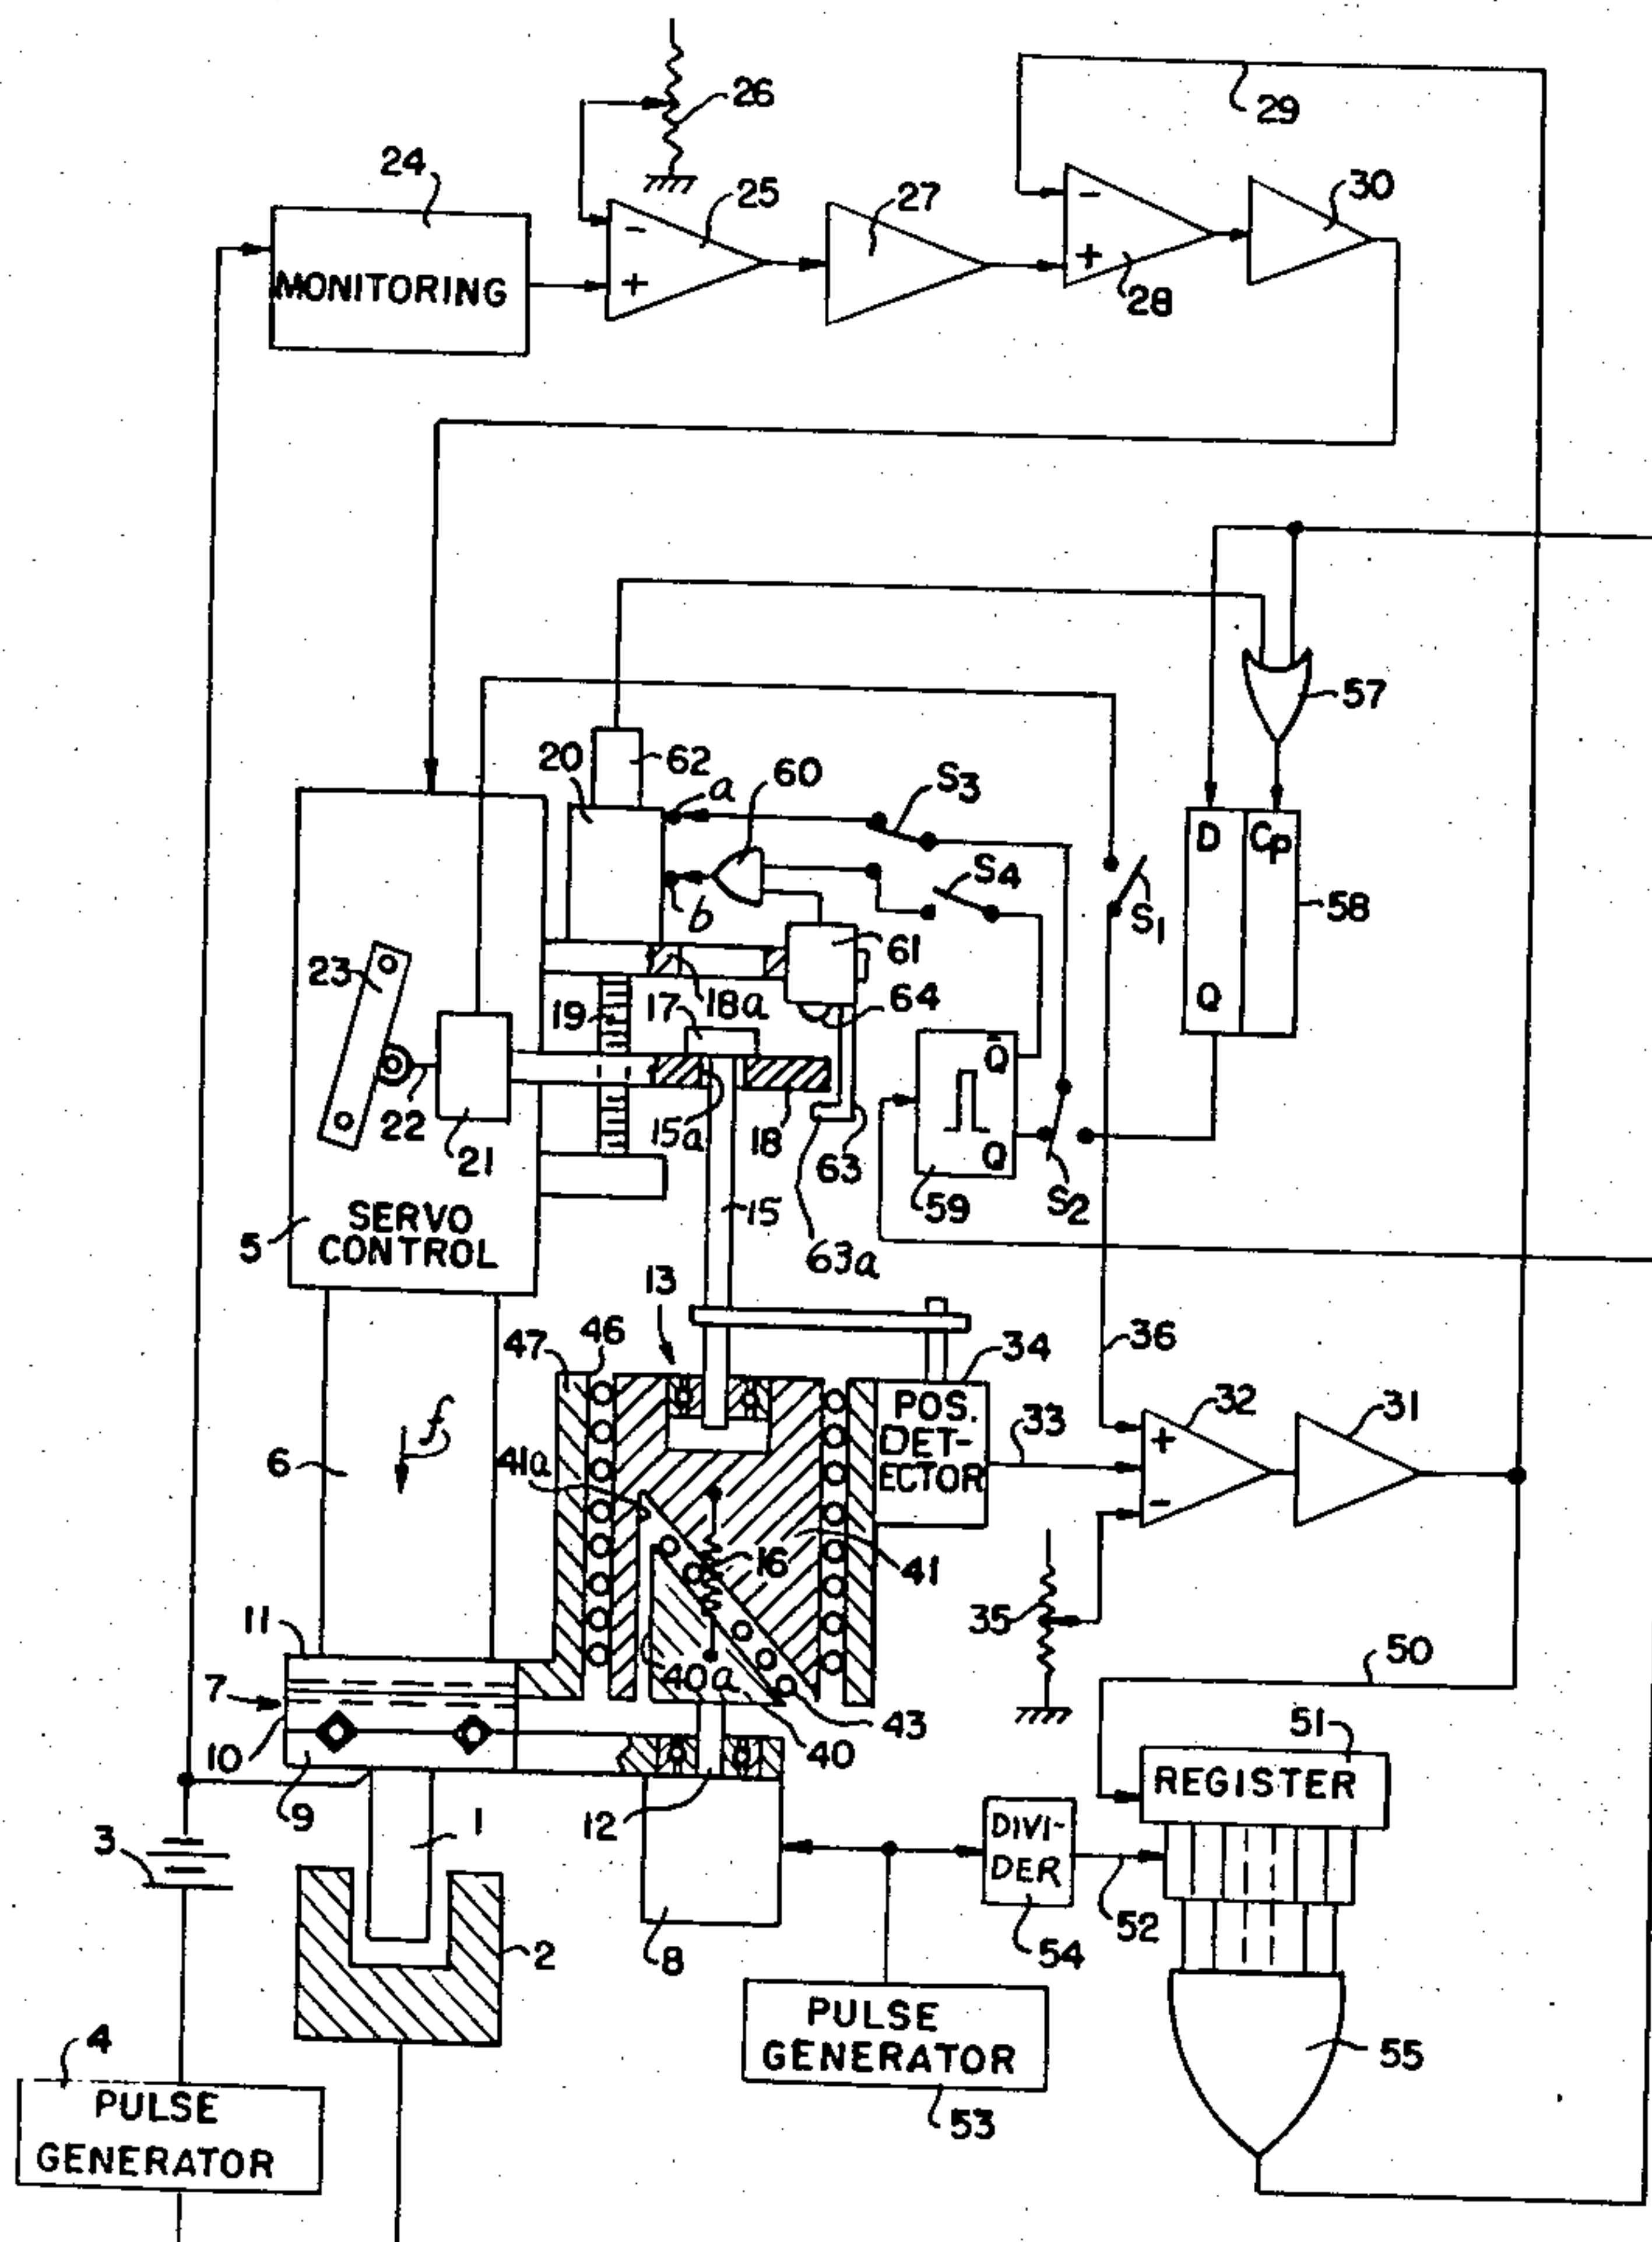 26
29
24
25
27
30
MONITORING
-
+
-
+
28
57
20
62
a
60
S3
b
S4
S1
D
Cp
58
Q
61
23
19
18a
17
64
22
21
15a
18
63
Q̄
Q
59
S2
5
SERVO
CONTROL
15
63a
13
36
47
46
34
6
f
41a
POS.
DET-
ECTOR
33
+
-
32
31
16
41
35
11
7
10
9
40a
40
43
50
51
REGISTER
3
1
12
DIVI-
DER
52
54
8
2
4
PULSE
GENERATOR
53
55
PULSE
GENERATOR